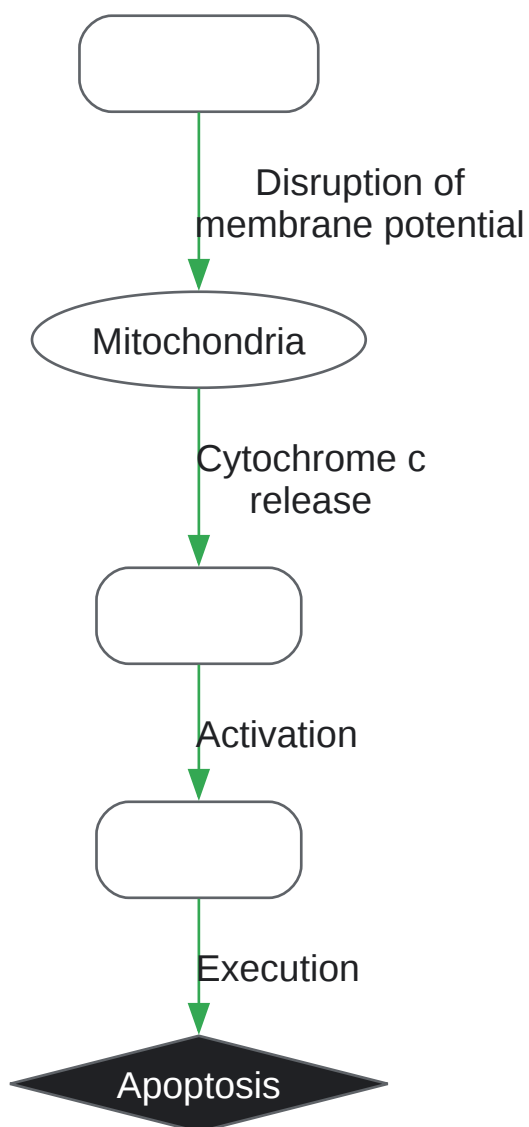 Disruption of
membrane potential
Mitochondria
Cytochrome c
release
Activation
Execution
Apoptosis